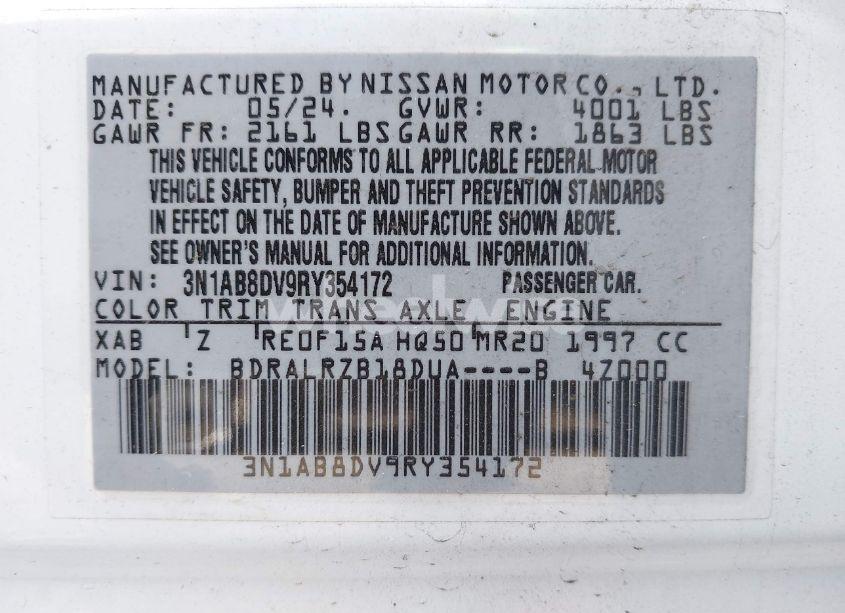 MANUFACTURED BY NISSAN MOTOR CO., LTD.
DATE: 05/24. GVWR: 4001 LBS
GAWR FR: 2161 LBS GAWR RR: 1863 LBS
THIS VEHICLE CONFORMS TO ALL APPLICABLE FEDERAL MOTOR
VEHICLE SAFETY, BUMPER AND THEFT PREVENTION STANDARDS
IN EFFECT ON THE DATE OF MANUFACTURE SHOWN ABOVE.
SEE OWNER'S MANUAL FOR ADDITIONAL INFORMATION.
VIN: 3N1AB8DV9RY354172 PASSENGER CAR.
COLOR TRIM TRANS AXLE ENGINE
XAB Z RE0F15A HQ50 MR20 1997 CC
MODEL: BDRALRZB18DUA----B 4Z000
3N1AB8DV9RY354172